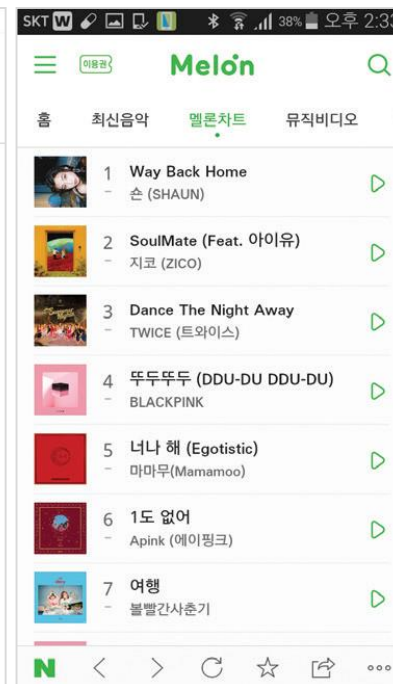 SKT W 38% 오후 2:33
이용권 Melon
홈 최신음악 멜론차트 뮤직비디오
1 Way Back Home
숀 (SHAUN)
2 SoulMate (Feat. 아이유)
지코 (ZICO)
3 Dance The Night Away
TWICE (트와이스)
4 뚜두뚜두 (DDU-DU DDU-DU)
BLACKPINK
5 너나 해 (Egotistic)
마마무(Mamamoo)
6 1도 없어
Apink (에이핑크)
7 여행
볼빨간사춘기
N